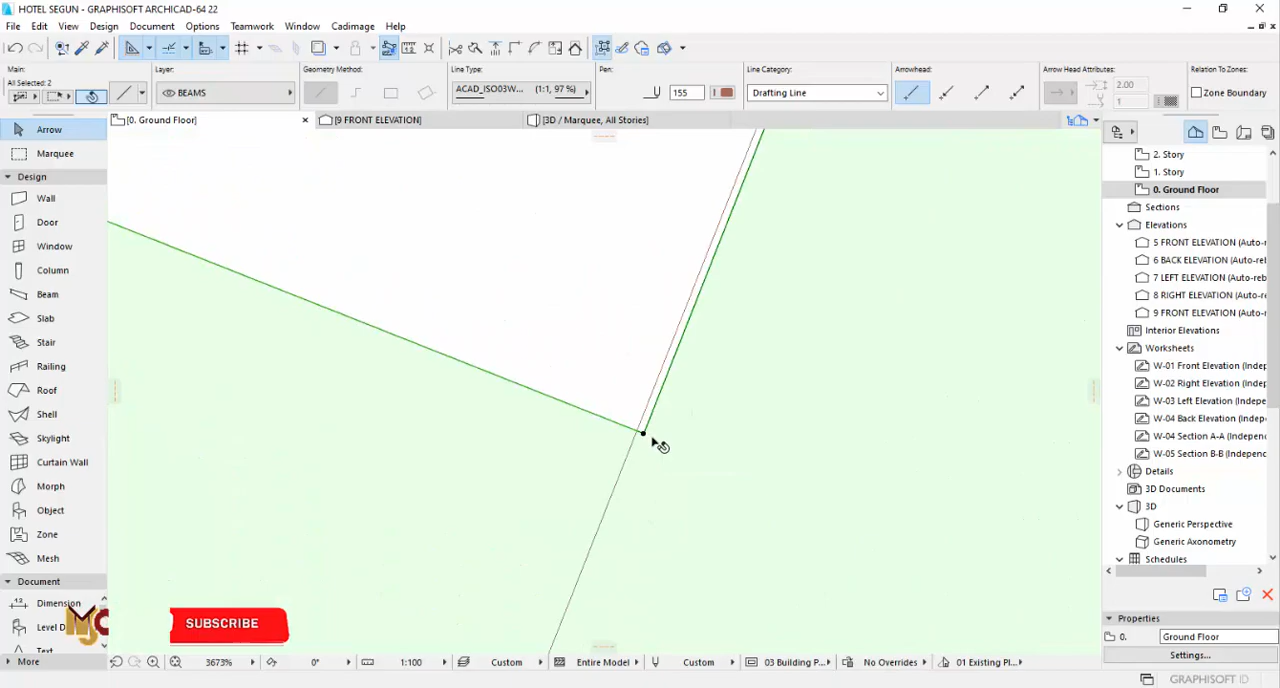 HOTEL SEGUN - GRAPHISOFT ARCHICAD-64 22
File Edit View Design Document Options Teamwork Window Cadimage Help
Main:
All Selected: 2
Layer:
BEAMS
Geometry Method:
Line Type:
ACAD_ISO03W... (1:1, 97 %)
Pen:
155
Line Category:
Drafting Line
Arrowhead:
Arrow Head Attributes:
2.00
1
Relation To Zones:
Zone Boundary
[0. Ground Floor]
[9 FRONT ELEVATION]
[3D / Marquee, All Stories]
Arrow
Marquee
Design
Wall
Door
Window
Column
Beam
Slab
Stair
Railing
Roof
Shell
Skylight
Curtain Wall
Morph
Object
Zone
Mesh
Document
Dimension
Level D
Text
More
SUBSCRIBE
2. Story
1. Story
0. Ground Floor
Sections
Elevations
5 FRONT ELEVATION (Auto-r
6 BACK ELEVATION (Auto-re
7 LEFT ELEVATION (Auto-reb
8 RIGHT ELEVATION (Auto-r
9 FRONT ELEVATION (Auto-r
Interior Elevations
Worksheets
W-01 Front Elevation (Indep
W-02 Right Elevation (Indep
W-03 Left Elevation (Indepe
W-04 Back Elevation (Indep
W-04 Section A-A (Independ
W-05 Section B-B (Independ
Details
3D Documents
3D
Generic Perspective
Generic Axonometry
Schedules
Properties
0. Ground Floor
Settings...
3673% 0° 1:100 Custom Entire Model Custom 03 Building P... No Overrides 01 Existing Pl...
GRAPHISOFT ID